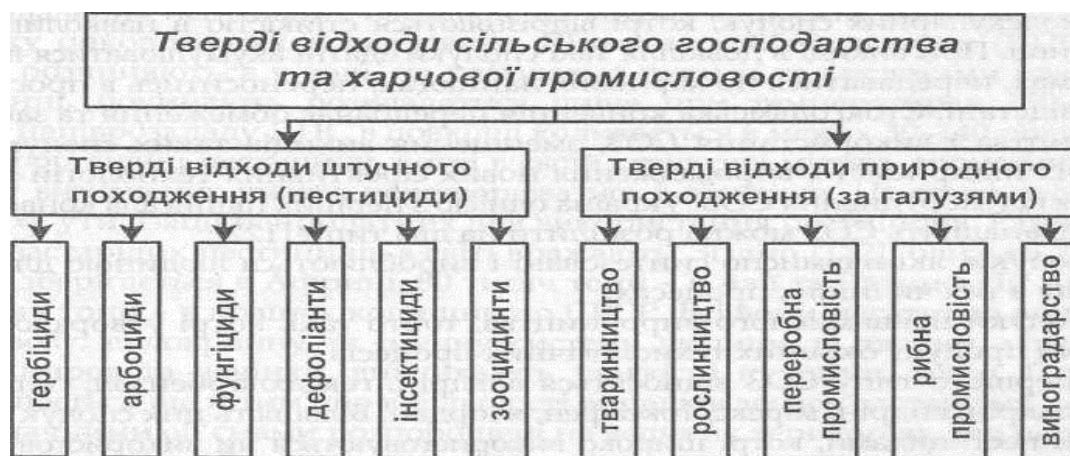 Тверді відходи сільського господарства
та харчової промисловості
Тверді відходи штучного
походження (пестициди)
Тверді відходи природного
походження (за галузями)
гербіциди
арбоциди
фунгіциди
дефоліанти
інсектициди
зооцидинти
тваринництво
рослинництво
переробна
промисловість
рибна
промисловість
виноградарство